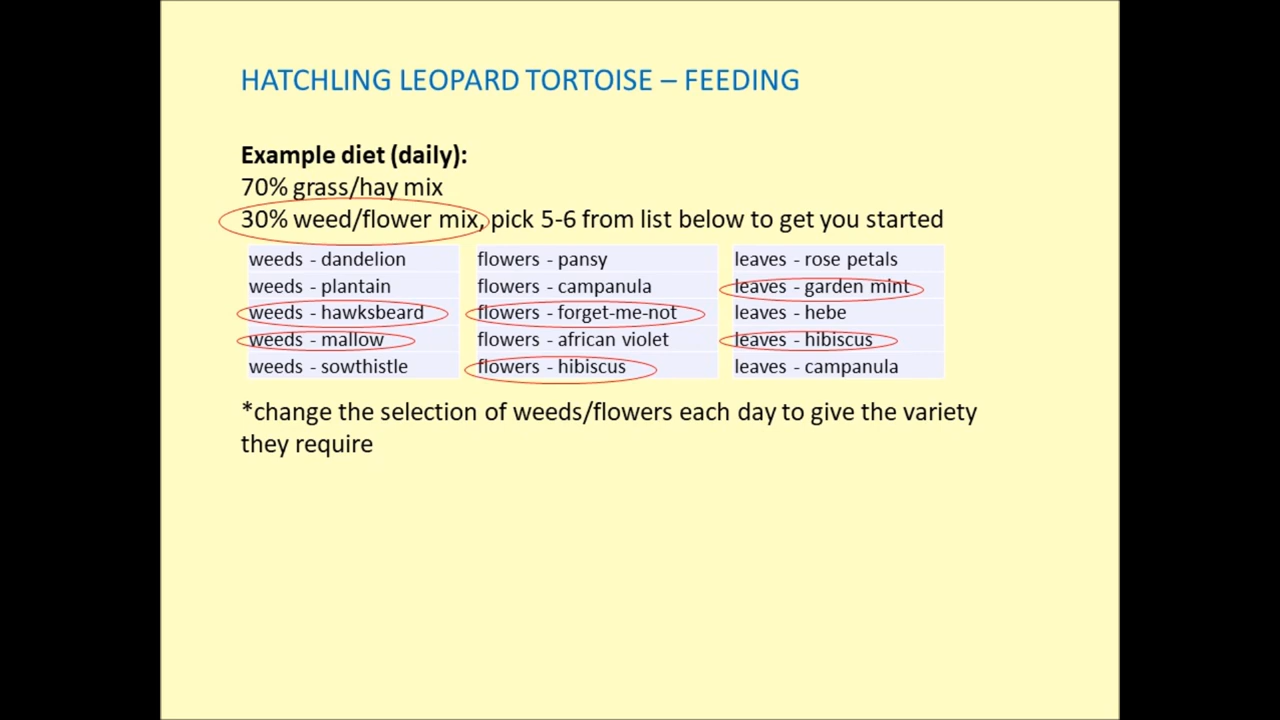 HATCHLING LEOPARD TORTOISE – FEEDING
Example diet (daily):
70% grass/hay mix
30% weed/flower mix, pick 5-6 from list below to get you started
weeds - dandelion flowers - pansy leaves - rose petals
weeds - plantain flowers - campanula leaves - garden mint
weeds - hawksbeard flowers - forget-me-not leaves - hebe
weeds - mallow flowers - african violet leaves - hibiscus
weeds - sowthistle flowers - hibiscus leaves - campanula
*change the selection of weeds/flowers each day to give the variety
they require